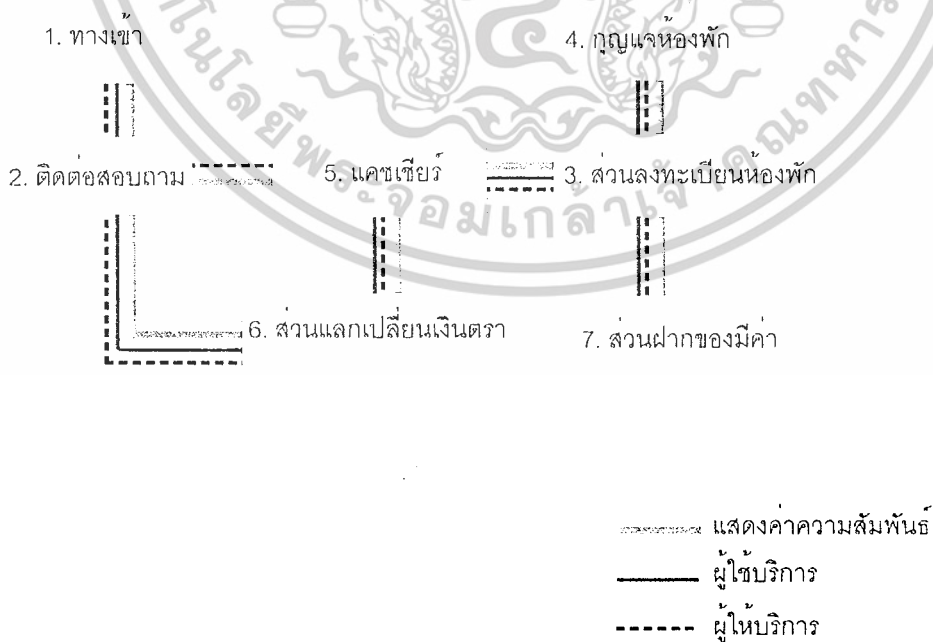 1. ทางเข้า
4. กุญแจห้องพัก
2. ติดต่อสอบถาม
5. แคชเชียร์
3. ส่วนลงทะเบียนห้องพัก
6. ส่วนแลกเปลี่ยนเงินตรา
7. ส่วนฝากของมีค่า
แสดงค่าความสัมพันธ์
ผู้ใช้บริการ
ผู้ให้บริการ